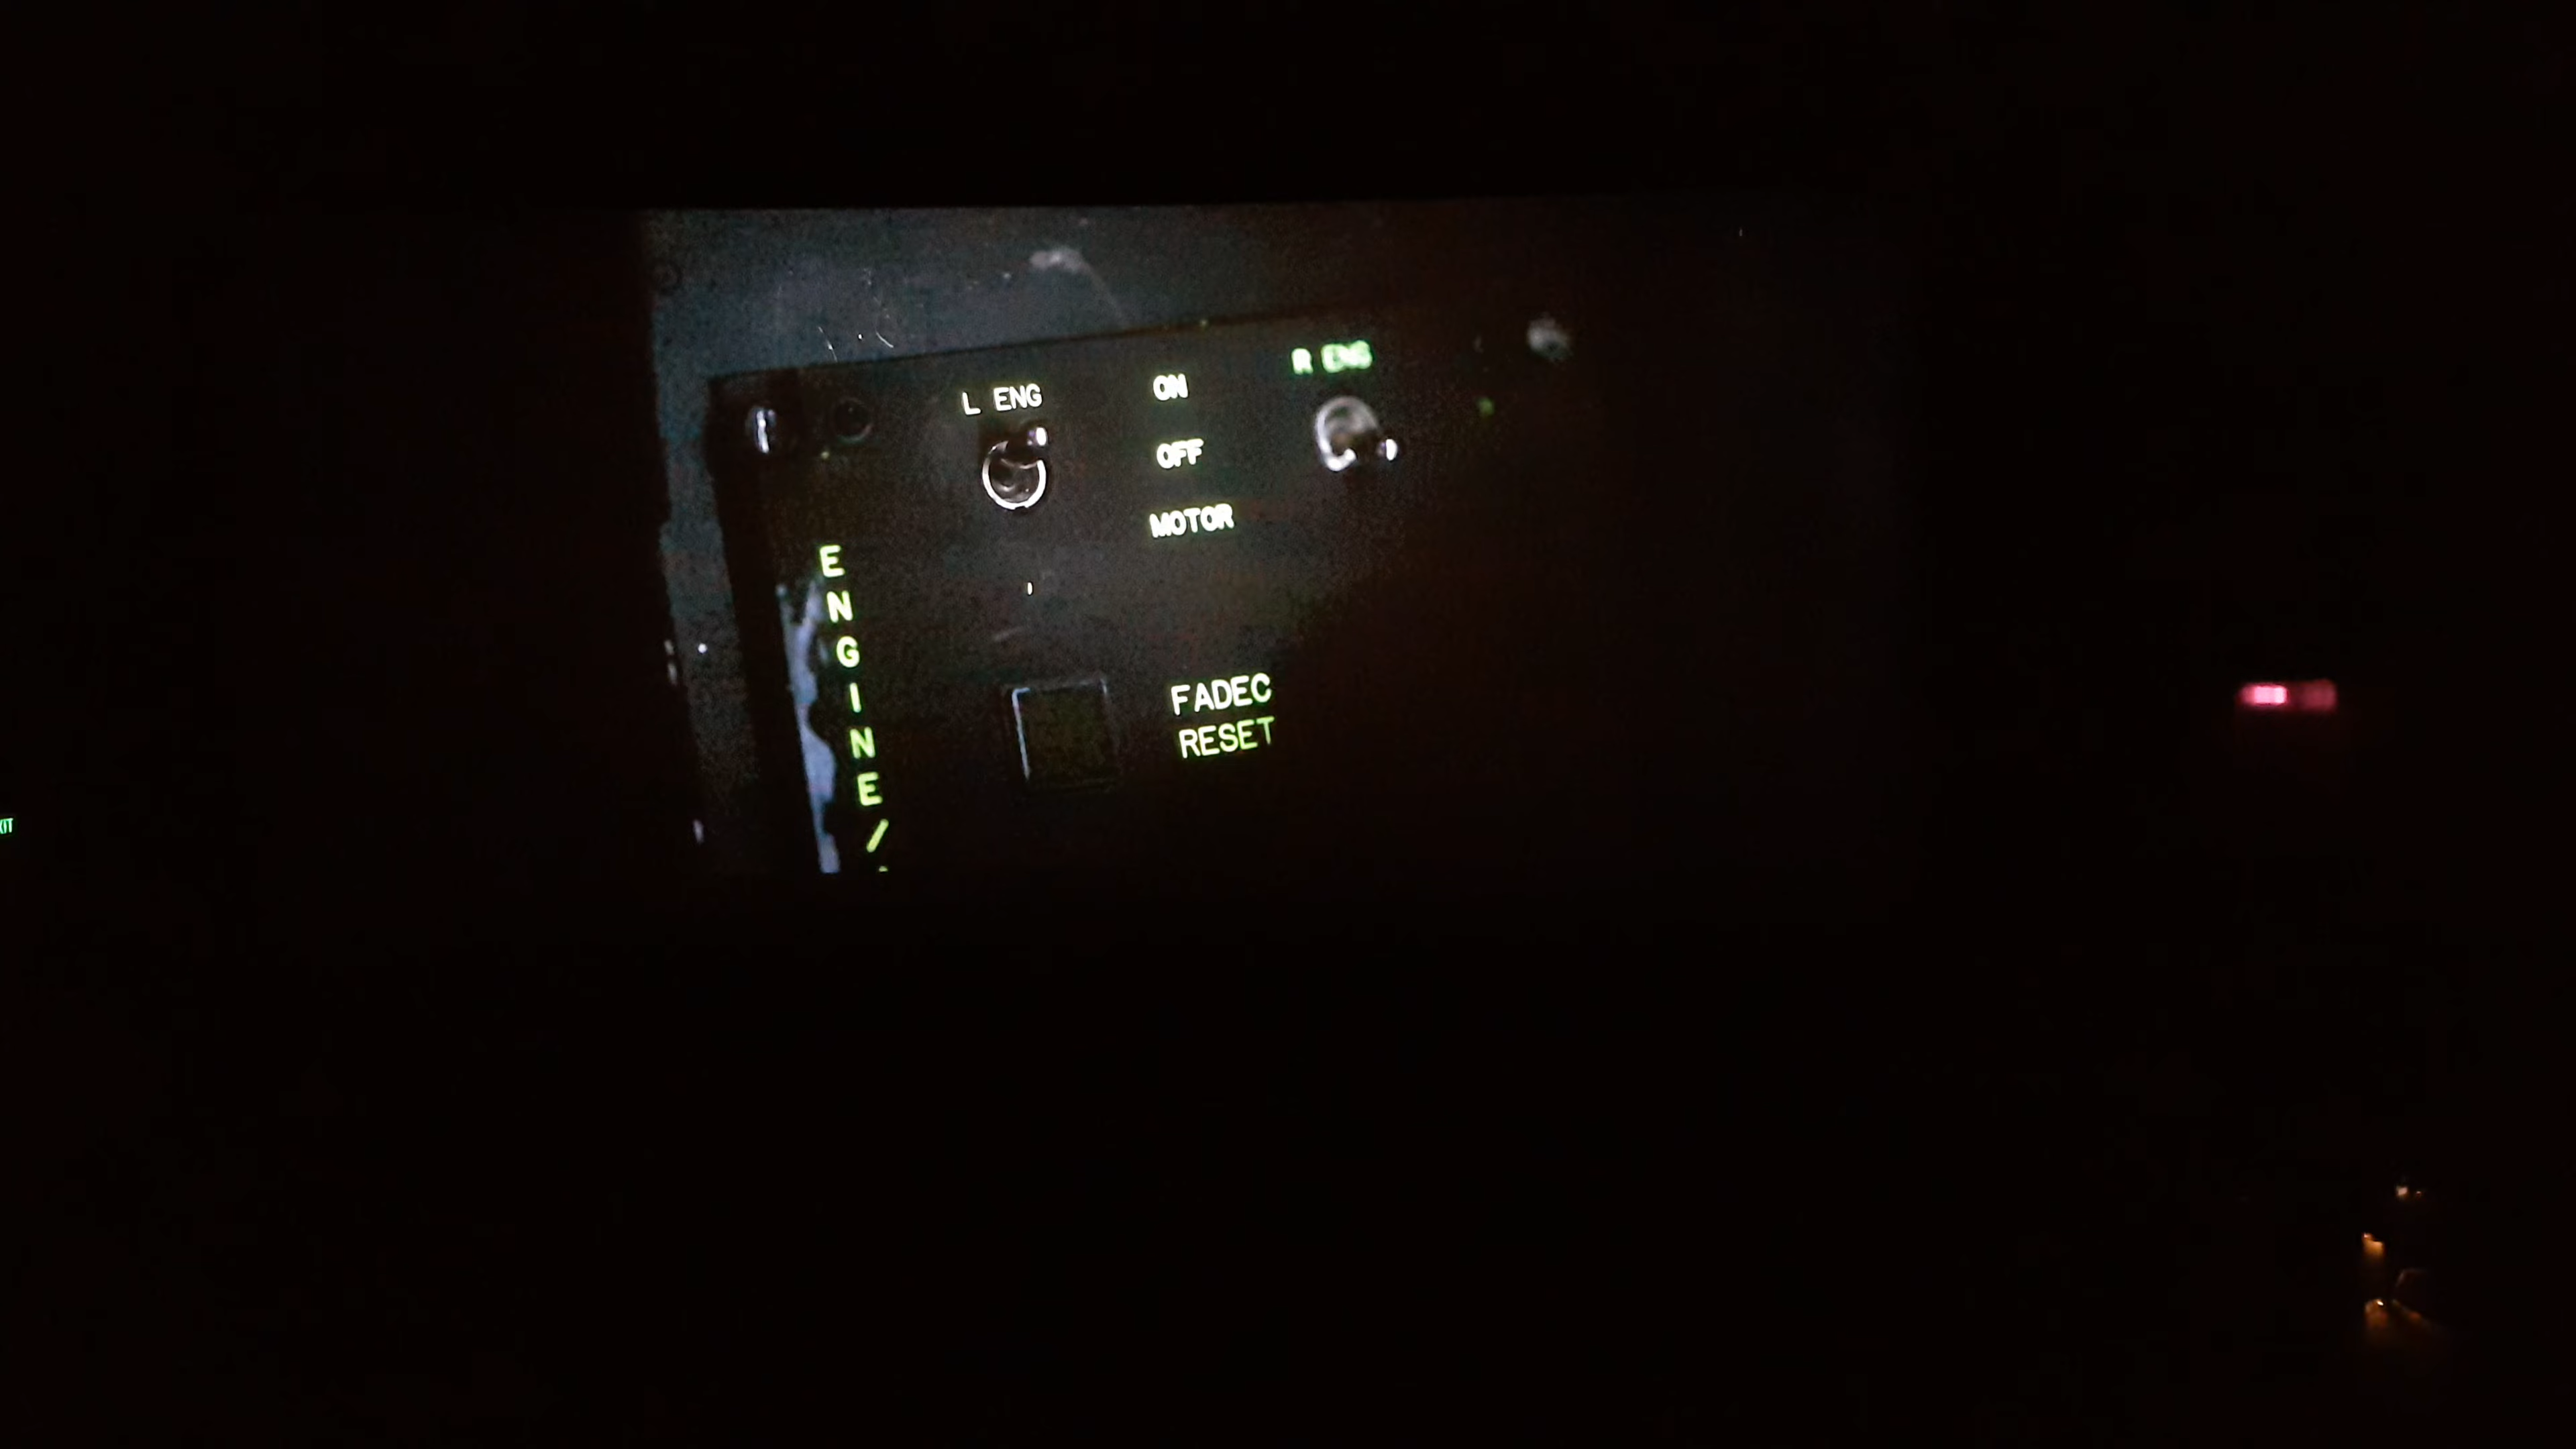 L ENG
ON
R ENG
OFF
MOTOR
ENGINE/
FADEC
RESET